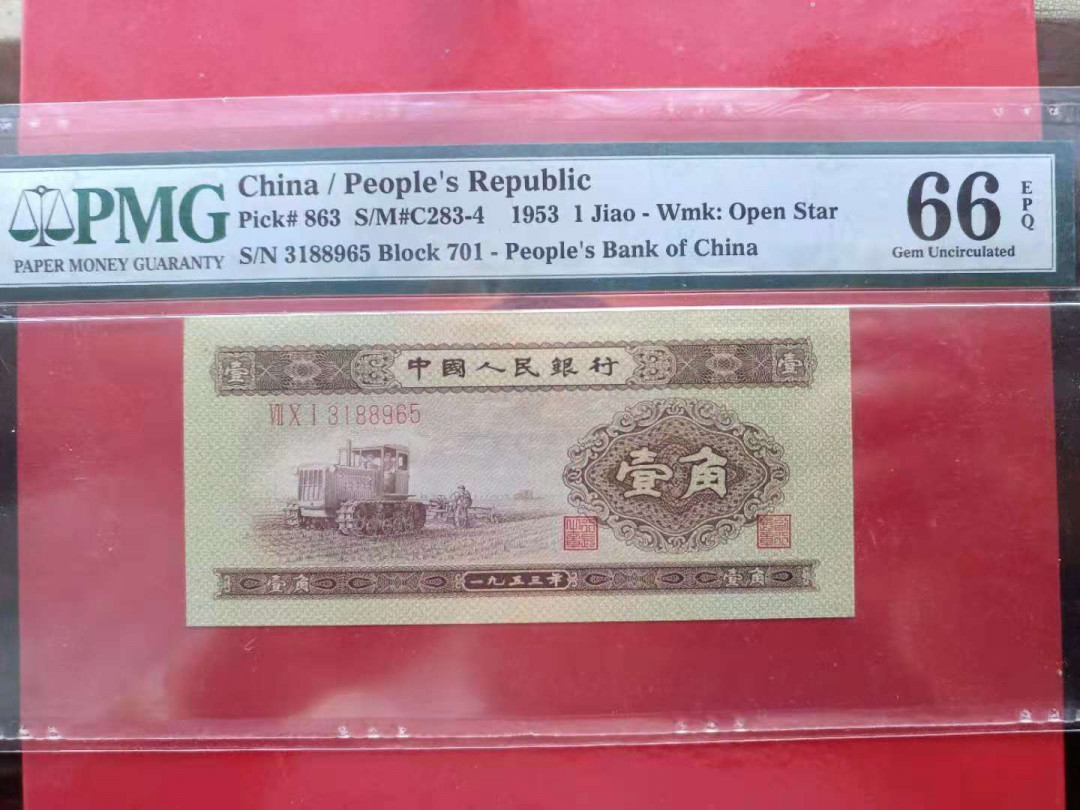 PMG
PAPER MONEY GUARANTY
China / People's Republic
Pick# 863 S/M#C283-4 1953 1 Jiao - Wmk: Open Star
S/N 3188965 Block 701 - People's Bank of China
66
EPQ
Gem Uncirculated
壹 中國人民銀行 壹
Ⅶ X I 3188965
壹角
壹角 一九五三年 壹角